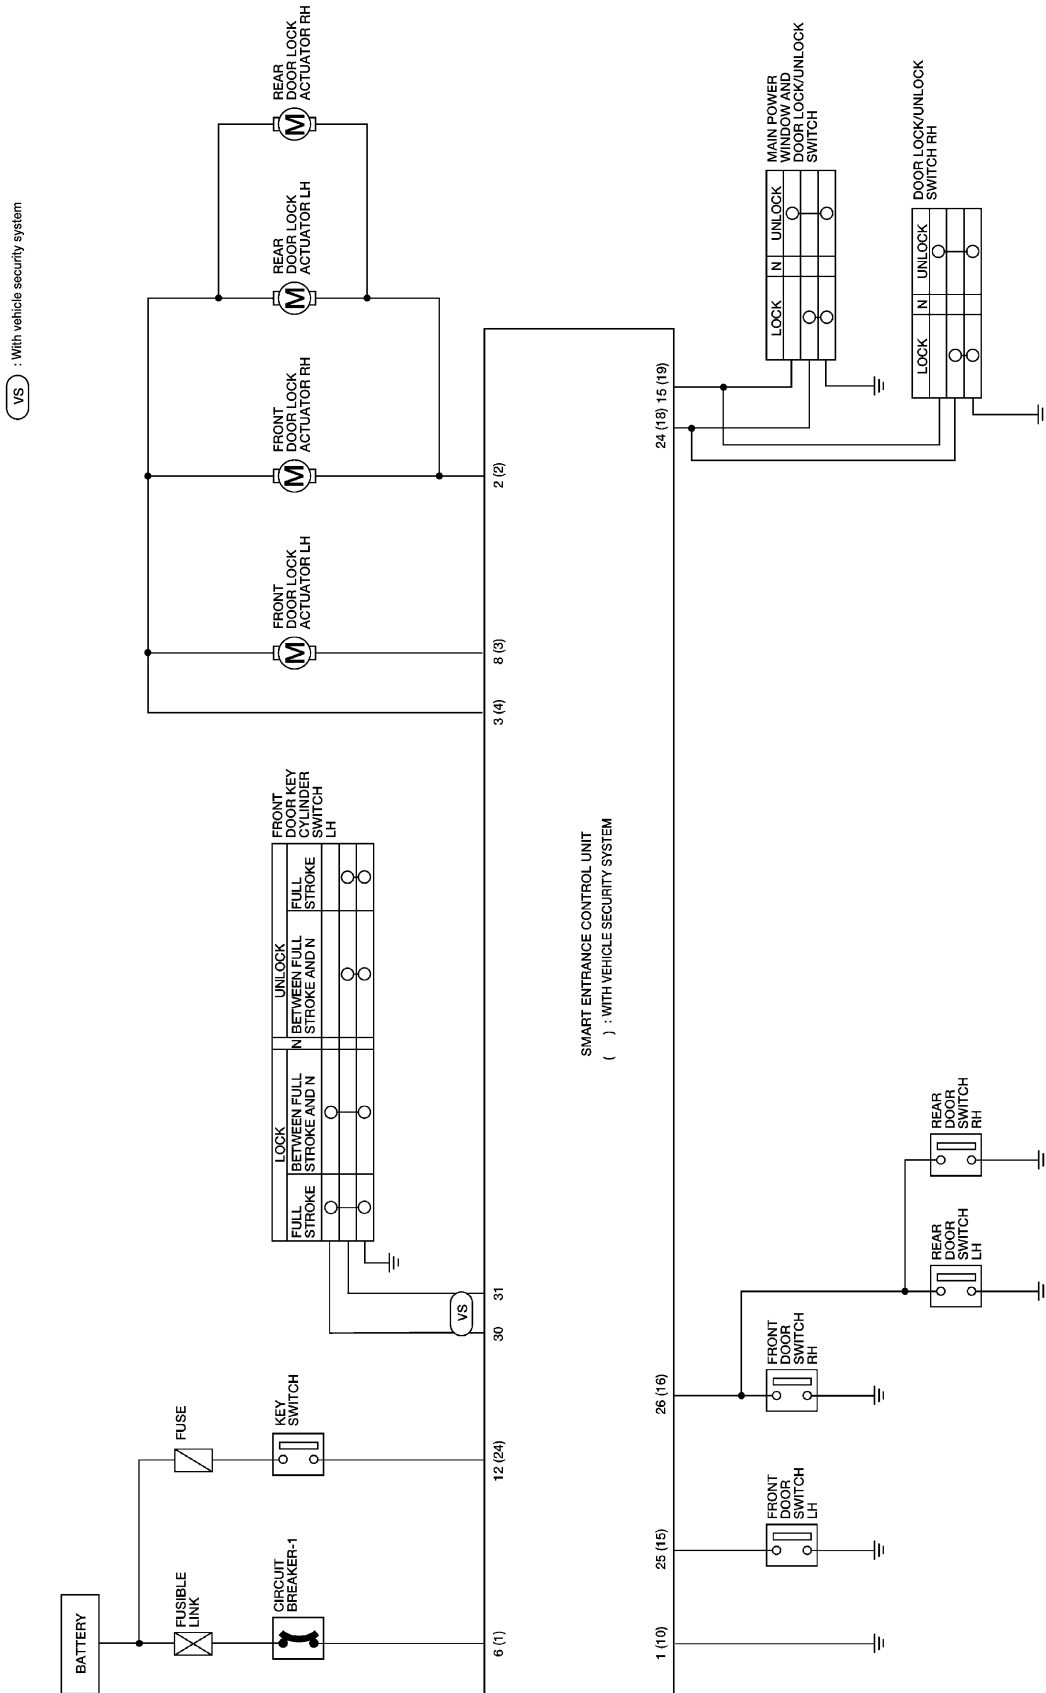 VS : With vehicle security system
BATTERY
FUSIBLE
LINK
FUSE
CIRCUIT
BREAKER-1
KEY
SWITCH
FRONT
DOOR KEY
CYLINDER
SWITCH
LH
LOCK
N
UNLOCK
FULL
STROKE
BETWEEN FULL
STROKE AND N
BETWEEN FULL
STROKE AND N
FULL
STROKE
VS
FRONT
DOOR LOCK
ACTUATOR LH
M
FRONT
DOOR LOCK
ACTUATOR RH
M
REAR
DOOR LOCK
ACTUATOR LH
M
REAR
DOOR LOCK
ACTUATOR RH
M
6 (1)
12 (24)
30
31
3 (4)
8 (3)
2 (2)
SMART ENTRANCE CONTROL UNIT
( ) : WITH VEHICLE SECURITY SYSTEM
1 (10)
25 (15)
26 (16)
24 (18)
15 (19)
FRONT
DOOR
SWITCH
LH
FRONT
DOOR
SWITCH
RH
REAR
DOOR
SWITCH
LH
REAR
DOOR
SWITCH
RH
MAIN POWER
WINDOW AND
DOOR LOCK/UNLOCK
SWITCH
LOCK
N
UNLOCK
DOOR LOCK/UNLOCK
SWITCH RH
LOCK
N
UNLOCK